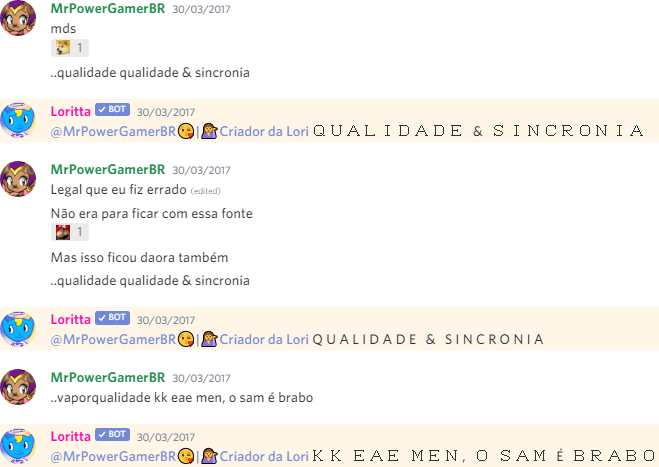 MrPowerGamerBR 30/03/2017
mds
1
..qualidade qualidade & sincronia
Loritta BOT 30/03/2017
@MrPowerGamerBR😘|💁Criador da Lori Q U A L I D A D E & S I N C R O N I A
MrPowerGamerBR 30/03/2017
Legal que eu fiz errado (edited)
Não era para ficar com essa fonte
1
Mas isso ficou daora também
..qualidade qualidade & sincronia
Loritta BOT 30/03/2017
@MrPowerGamerBR😘|💁Criador da Lori Q U A L I D A D E & S I N C R O N I A
MrPowerGamerBR 30/03/2017
..vaporqualidade kk eae men, o sam é brabo
Loritta BOT 30/03/2017
@MrPowerGamerBR😘|💁Criador da Lori K K E A E M E N , O S A M É B R A B O